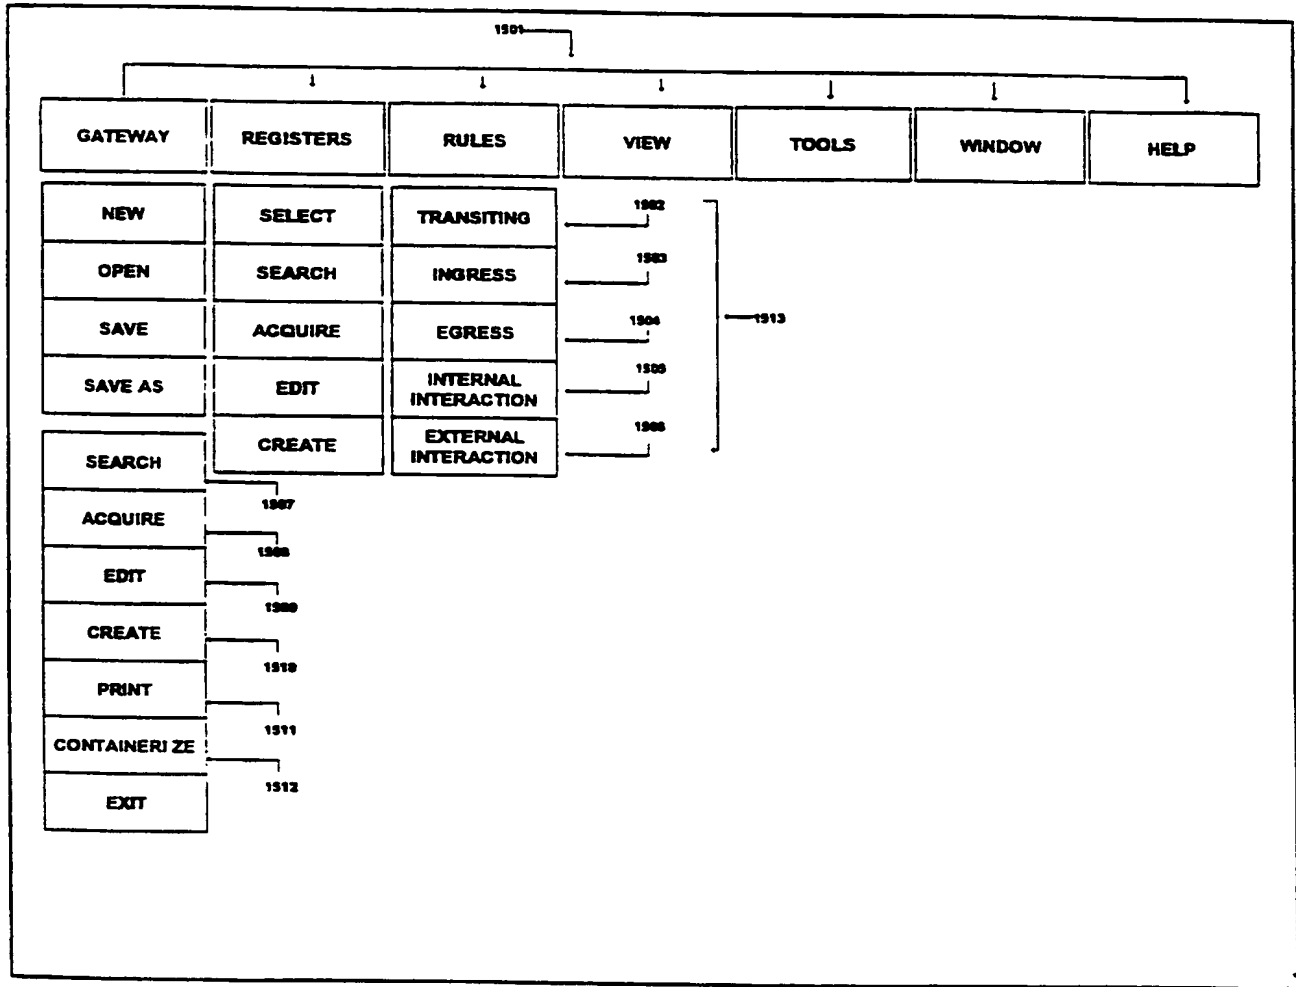 1501
GATEWAY REGISTERS RULES VIEW TOOLS WINDOW HELP
NEW SELECT TRANSITING 1502
OPEN SEARCH INGRESS 1503
SAVE ACQUIRE EGRESS 1504 1513
SAVE AS EDIT INTERNAL INTERACTION 1505
CREATE EXTERNAL INTERACTION 1506
SEARCH
1507
ACQUIRE
1508
EDIT
1509
CREATE
1510
PRINT
1511
CONTAINERIZE
1512
EXIT